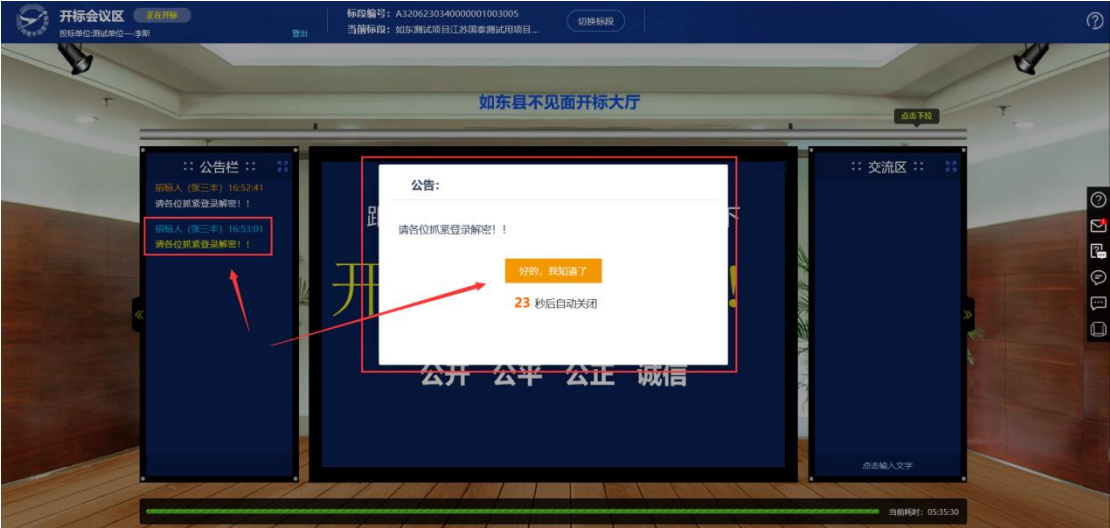 开标会议区 正在开标
投标单位:测试单位----李斯 登出
标段编号：A3206230340000001003005
当前标段：如东测试项目江苏国泰测试用项目...
切换标段
如东县不见面开标大厅
点击下拉
:: 公告栏 ::
招标人（张三丰）16:52:41
请各位抓紧登录解密！！
招标人（张三丰）16:53:01
请各位抓紧登录解密！！
公告：
请各位抓紧登录解密！！
好的，我知道了
23 秒后自动关闭
开
！
公开 公平 公正 诚信
:: 交流区 ::
点击输入文字
当前耗时：05:35:30